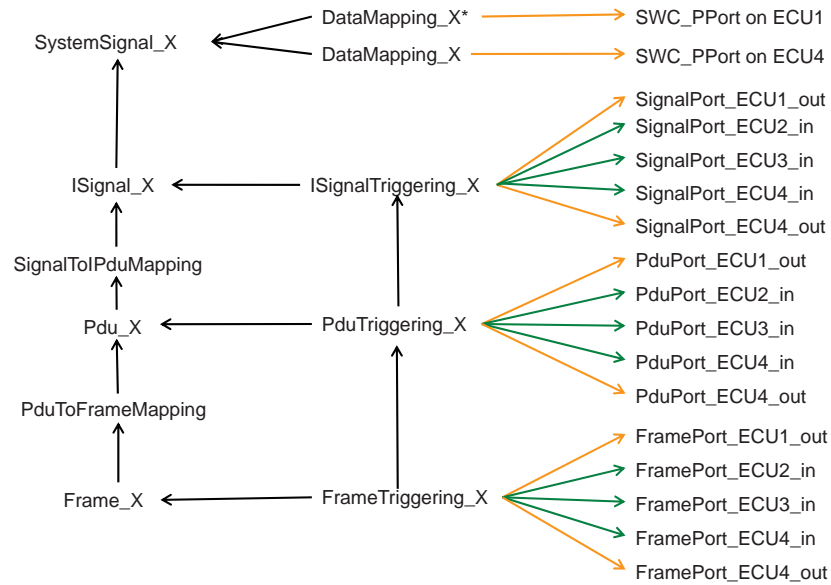 DataMapping_X*
SWC_PPort on ECU1
SystemSignal_X
DataMapping_X
SWC_PPort on ECU4
SignalPort_ECU1_out
SignalPort_ECU2_in
SignalPort_ECU3_in
ISignal_X
ISignalTriggering_X
SignalPort_ECU4_in
SignalPort_ECU4_out
SignalToIPduMapping
PduPort_ECU1_out
PduPort_ECU2_in
Pdu_X
PduTriggering_X
PduPort_ECU3_in
PduPort_ECU4_in
PduPort_ECU4_out
PduToFrameMapping
FramePort_ECU1_out
FramePort_ECU2_in
Frame_X
FrameTriggering_X
FramePort_ECU3_in
FramePort_ECU4_in
FramePort_ECU4_out